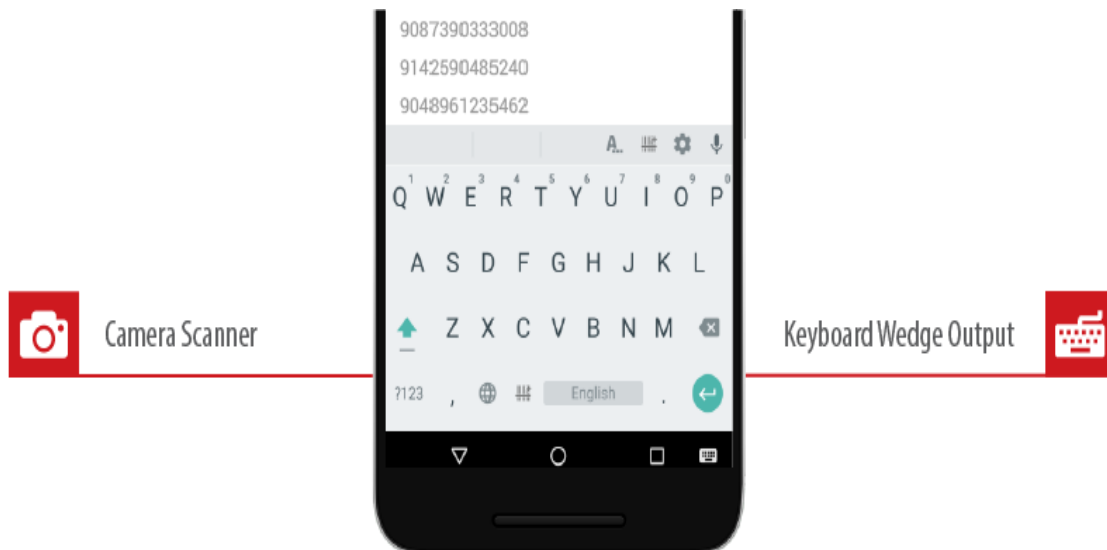 9087390333008
9142590485240
9048961235462
A...
1 2 3 4 5 6 7 8 9 0
Q W E R T Y U I O P
A S D F G H J K L
Z X C V B N M
Camera Scanner
Keyboard Wedge Output
?123 , English .